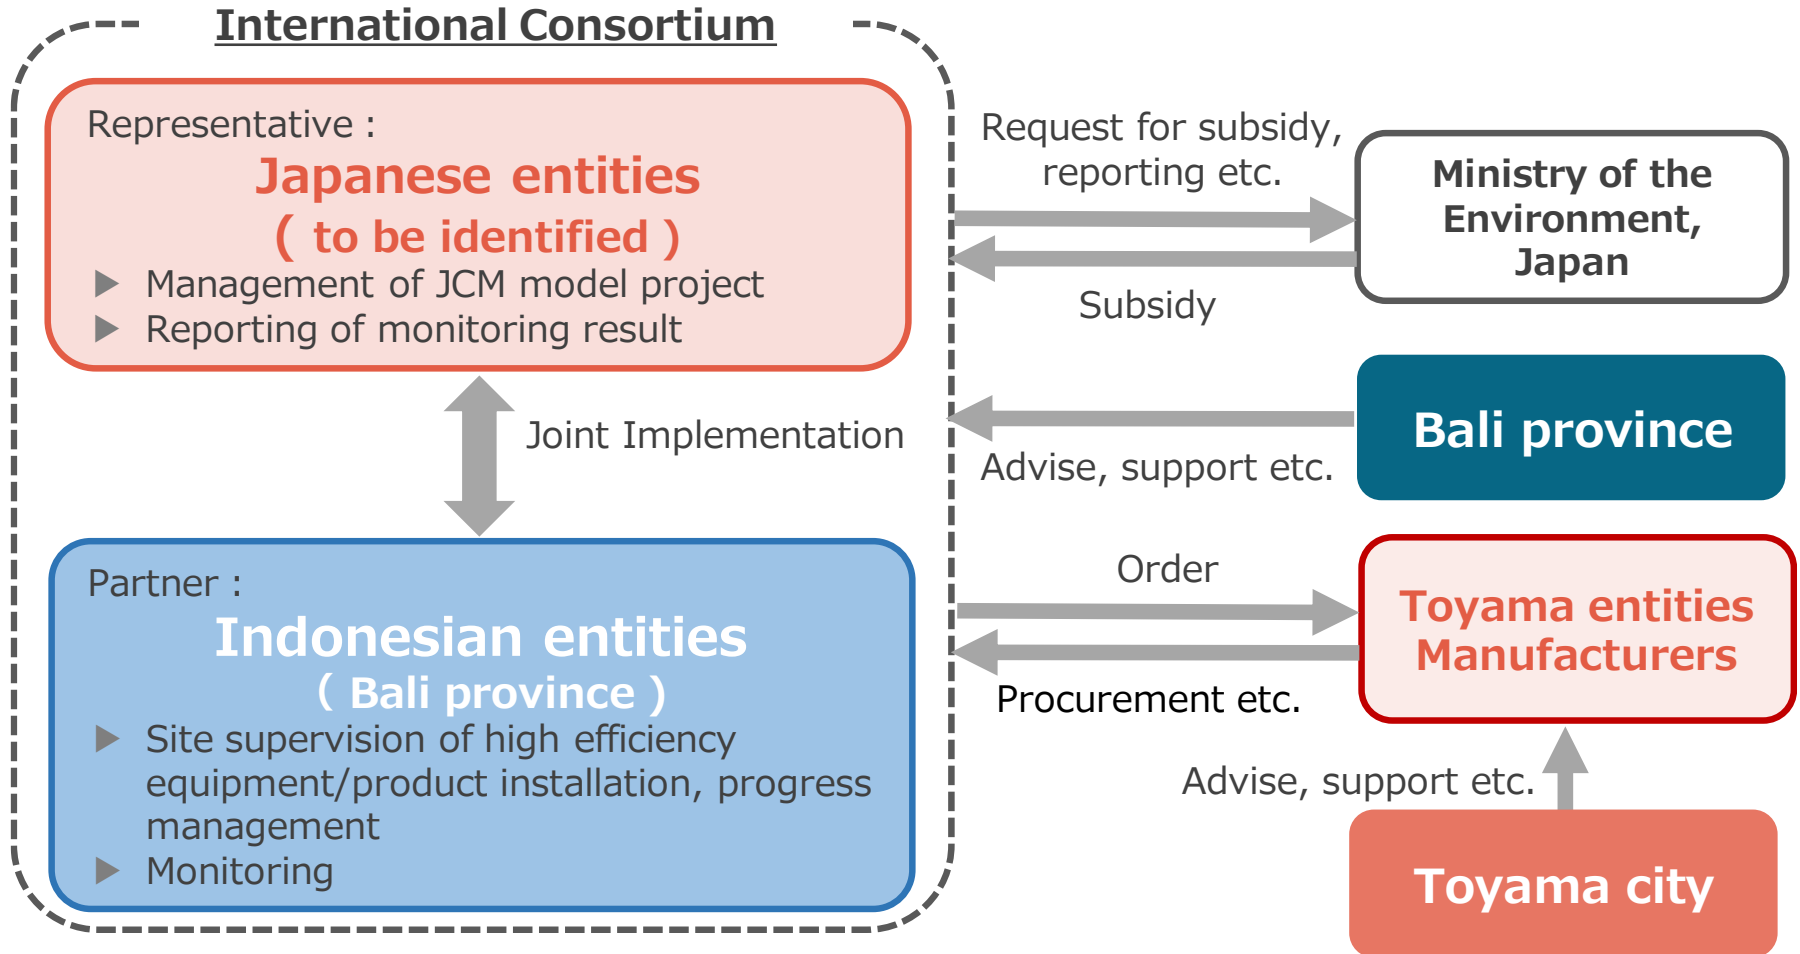 International Consortium
Representative :
Japanese entities
( to be identified )
Management of JCM model project
Reporting of monitoring result
Joint Implementation
Partner :
Indonesian entities
( Bali province )
Site supervision of high efficiency
equipment/product installation, progress
management
Monitoring
Request for subsidy,
reporting etc.
Subsidy
Ministry of the
Environment,
Japan
Advise, support etc.
Bali province
Order
Procurement etc.
Toyama entities
Manufacturers
Advise, support etc.
Toyama city